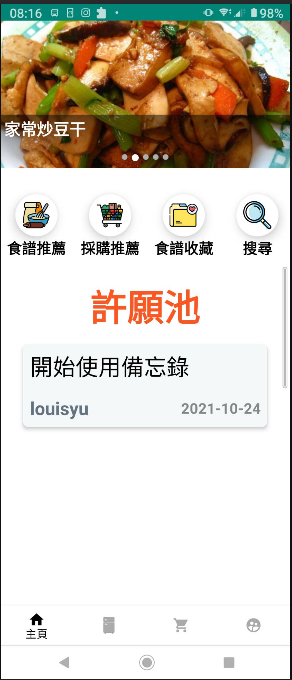 08:16
98%
家常炒豆干
食譜推薦 採購推薦 食譜收藏 搜尋
許願池
開始使用備忘錄
louisyu 2021-10-24
主頁